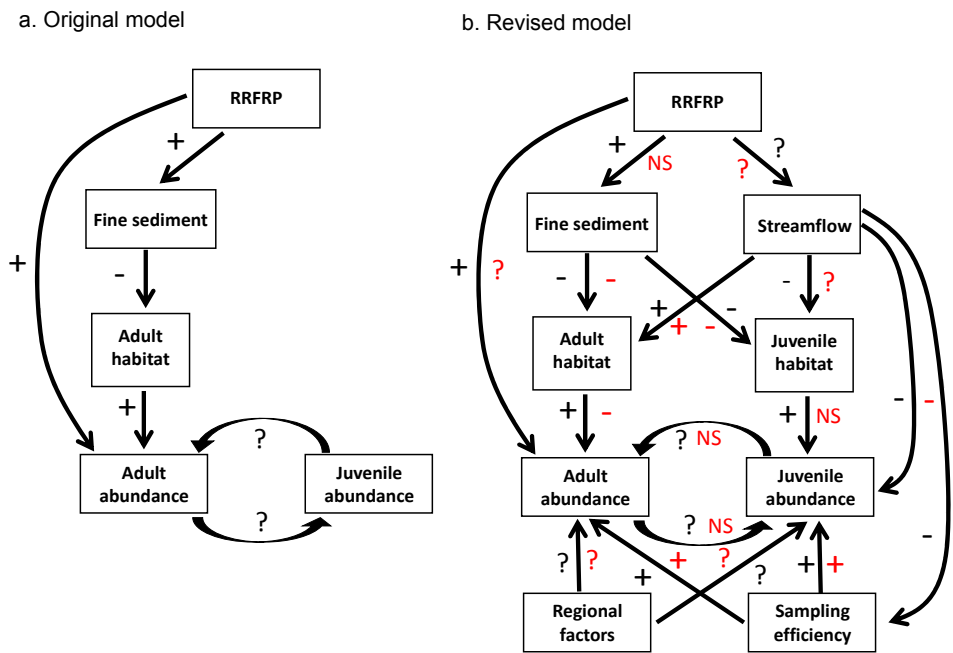 a. Original model
RRFRP
+
Fine sediment
+
-
Adult
habitat
+
?
Adult
abundance
Juvenile
abundance
?
b. Revised model
RRFRP
+
NS
?
?
Fine sediment
Streamflow
+
?
-
-
-
?
+
+
-
-
Adult
habitat
Juvenile
habitat
+
-
+
NS
-
-
? NS
Adult
abundance
Juvenile
abundance
? NS
-
?
?
+
+
?
?
+
+
Regional
factors
Sampling
efficiency